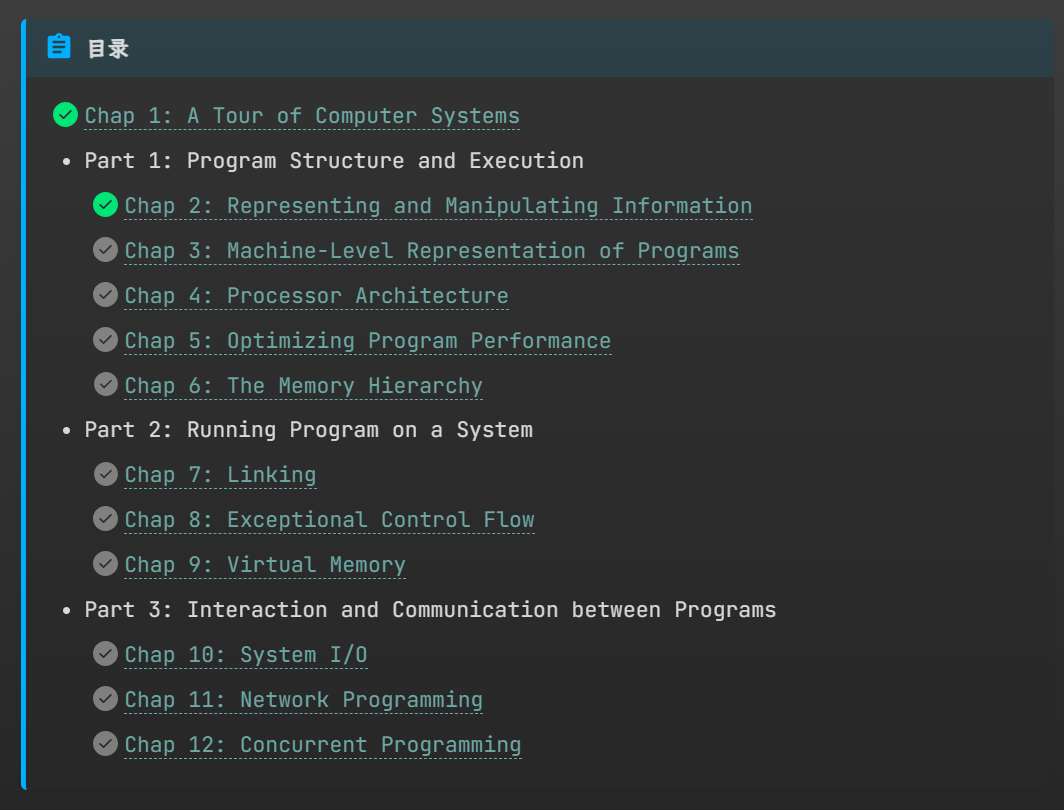 目录
Chap 1: A Tour of Computer Systems
Part 1: Program Structure and Execution
Chap 2: Representing and Manipulating Information
Chap 3: Machine-Level Representation of Programs
Chap 4: Processor Architecture
Chap 5: Optimizing Program Performance
Chap 6: The Memory Hierarchy
Part 2: Running Program on a System
Chap 7: Linking
Chap 8: Exceptional Control Flow
Chap 9: Virtual Memory
Part 3: Interaction and Communication between Programs
Chap 10: System I/O
Chap 11: Network Programming
Chap 12: Concurrent Programming